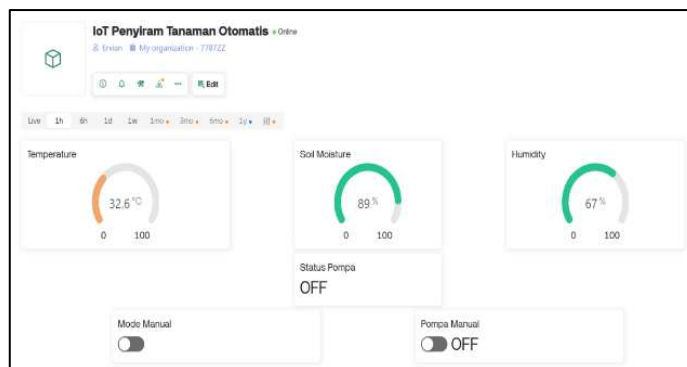 IoT Penyiram Tanaman Otomatis • Online
My organization - 7787ZZ
Edit
Live 1h 6h 1d 1w 1mo 3mo 6mo 1y
Temperature
32.6 °C
0 100
Soil Moisture
89 %
0 100
Humidity
67 %
0 100
Status Pompa
OFF
Mode Manual
Pompa Manual
OFF